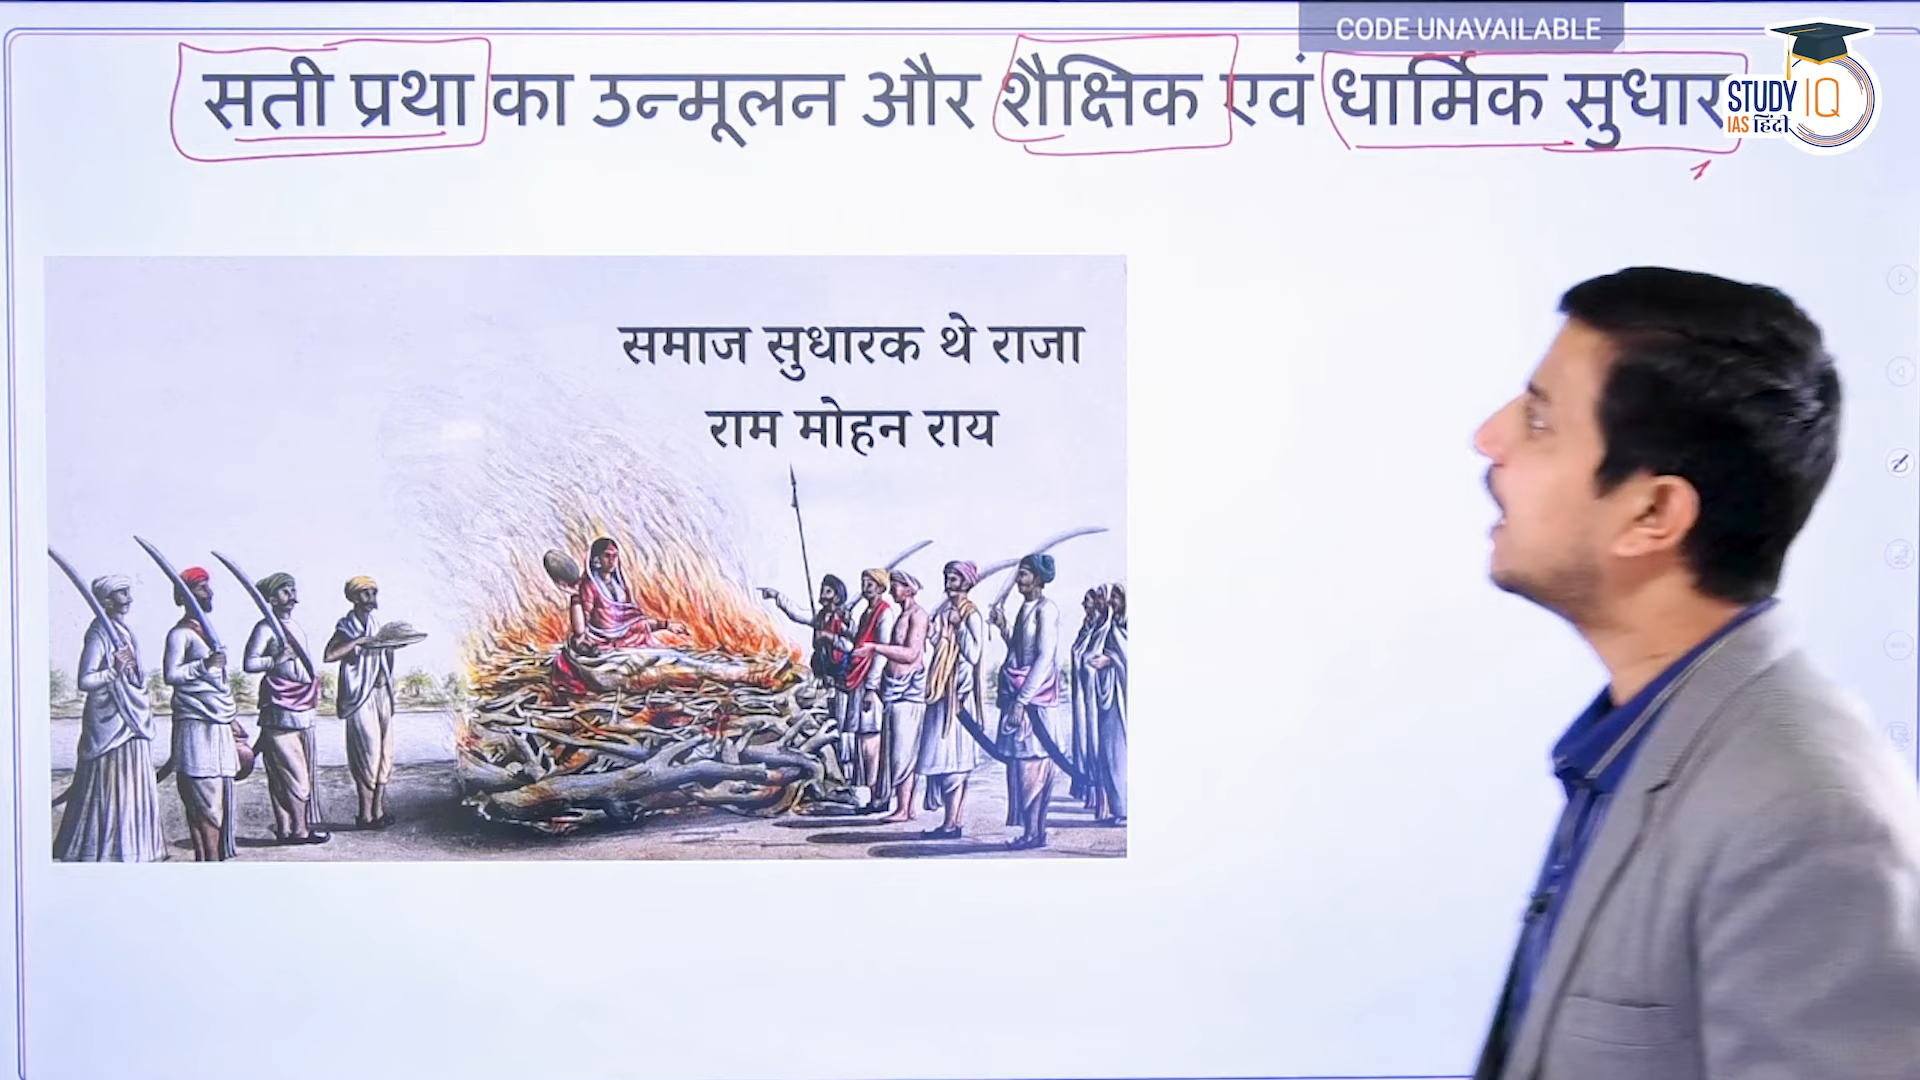 CODE UNAVAILABLE
सती प्रथा का उन्मूलन और शैक्षिक एवं धार्मिक सुधार
STUDY IQ
IAS हिंदी
समाज सुधारक थे राजा
राम मोहन राय